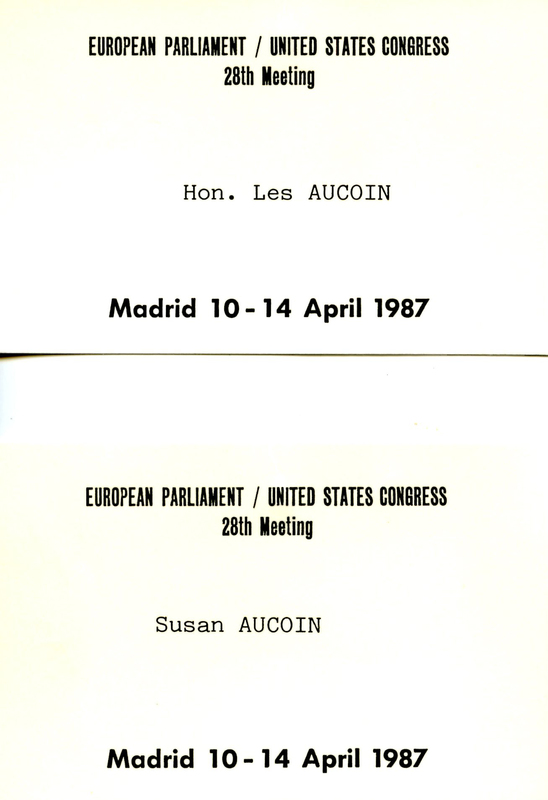 EUROPEAN PARLIAMENT / UNITED STATES CONGRESS
28th Meeting
Hon. Les AUCOIN
Madrid 10-14 April 1987
EUROPEAN PARLIAMENT / UNITED STATES CONGRESS
28th Meeting
Susan AUCOIN
Madrid 10-14 April 1987